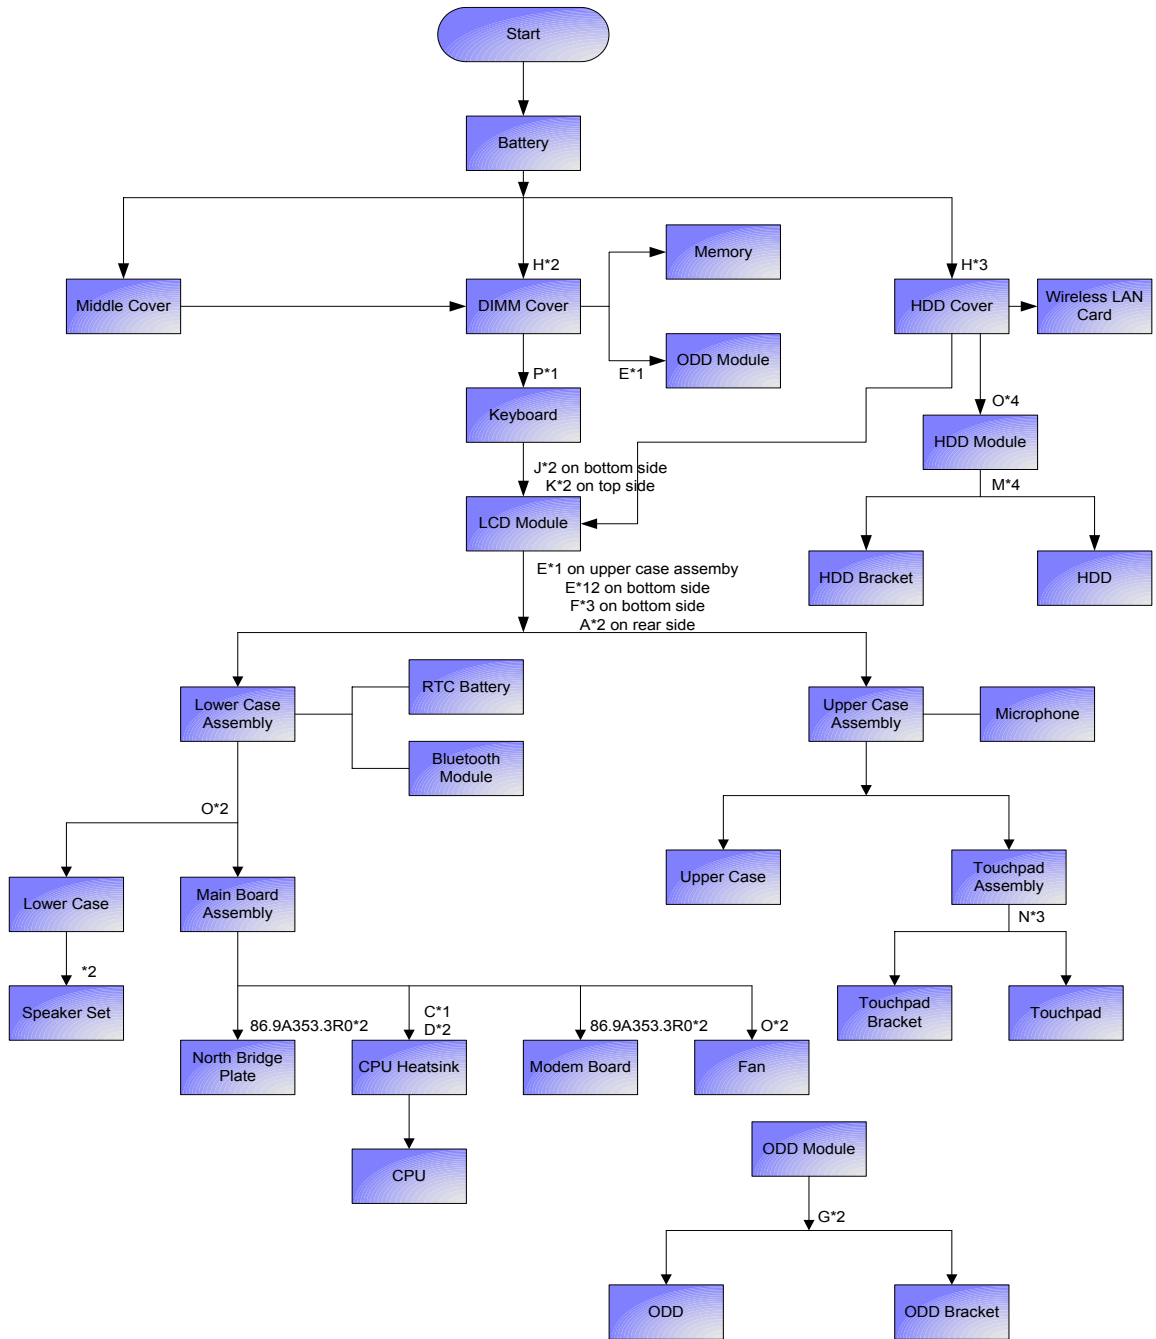 Start
Battery
Memory
H*2
H*3
Middle Cover
DIMM Cover
HDD Cover
Wireless LAN
Card
ODD Module
P*1
E*1
Keyboard
O*4
HDD Module
J*2 on bottom side
K*2 on top side
M*4
LCD Module
E*1 on upper case assemby
E*12 on bottom side
F*3 on bottom side
A*2 on rear side
HDD Bracket
HDD
Lower Case
Assembly
RTC Battery
Bluetooth
Module
Upper Case
Assembly
Microphone
O*2
Lower Case
Main Board
Assembly
Upper Case
Touchpad
Assembly
N*3
*2
Speaker Set
Touchpad
Bracket
Touchpad
86.9A353.3R0*2
C*1
D*2
86.9A353.3R0*2
O*2
North Bridge
Plate
CPU Heatsink
Modem Board
Fan
CPU
ODD Module
G*2
ODD
ODD Bracket